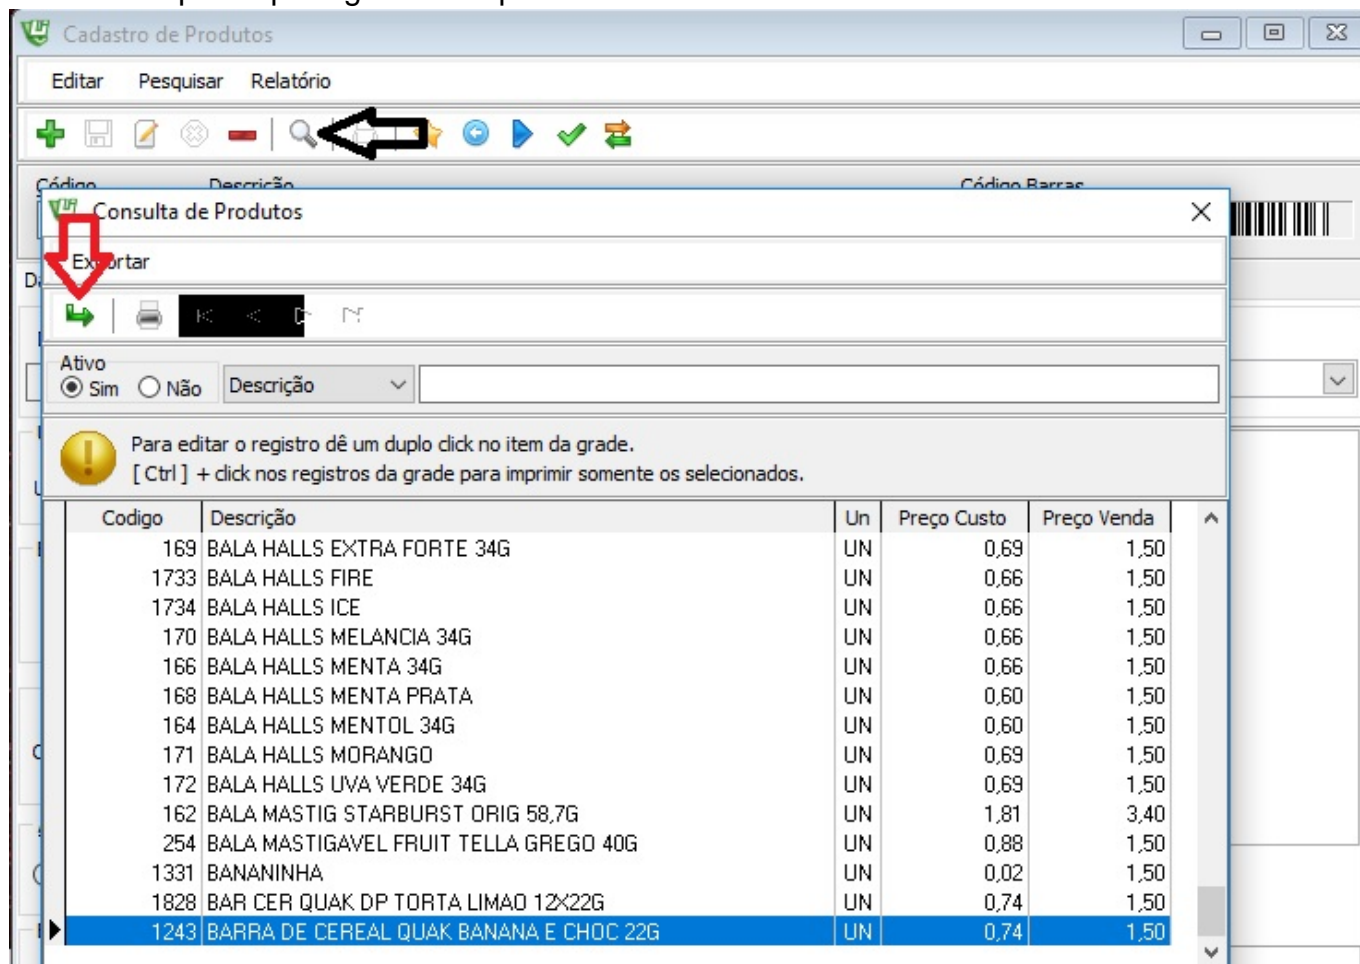 Cadastro de Produtos
Editar Pesquisar Relatório
Código Descrição Código Barras
Consulta de Produtos
Exportar
Ativo
Sim Não Descrição
Para editar o registro dê um duplo click no item da grade.
[ Ctrl ] + click nos registros da grade para imprimir somente os selecionados.
Codigo Descrição Un Preço Custo Preço Venda
169 BALA HALLS EXTRA FORTE 34G UN 0,69 1,50
1733 BALA HALLS FIRE UN 0,66 1,50
1734 BALA HALLS ICE UN 0,66 1,50
170 BALA HALLS MELANCIA 34G UN 0,66 1,50
166 BALA HALLS MENTA 34G UN 0,66 1,50
168 BALA HALLS MENTA PRATA UN 0,60 1,50
164 BALA HALLS MENTOL 34G UN 0,60 1,50
171 BALA HALLS MORANGO UN 0,69 1,50
172 BALA HALLS UVA VERDE 34G UN 0,69 1,50
162 BALA MASTIG STARBURST ORIG 58,7G UN 1,81 3,40
254 BALA MASTIGAVEL FRUIT TELLA GREGO 40G UN 0,88 1,50
1331 BANANINHA UN 0,02 1,50
1828 BAR CER QUAK DP TORTA LIMAO 12X22G UN 0,74 1,50
1243 BARRA DE CEREAL QUAK BANANA E CHOC 22G UN 0,74 1,50